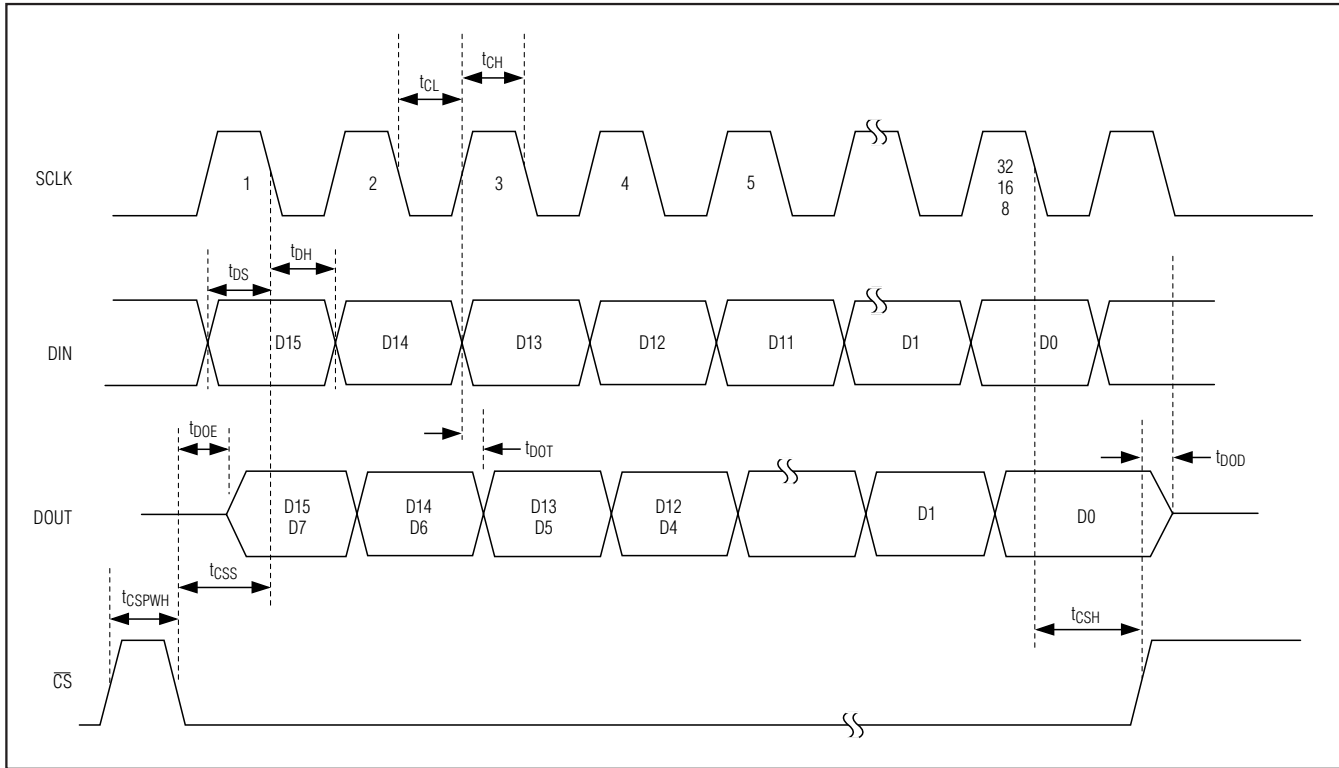 tCH
tCL
SCLK
1
2
3
4
5
32
16
8
tDH
tDS
DIN
D15
D14
D13
D12
D11
D1
D0
tDOE
tDOT
tDOD
DOUT
D15
D7
D14
D6
D13
D5
D12
D4
D1
D0
tCSS
tCSPWH
tCSH
CS